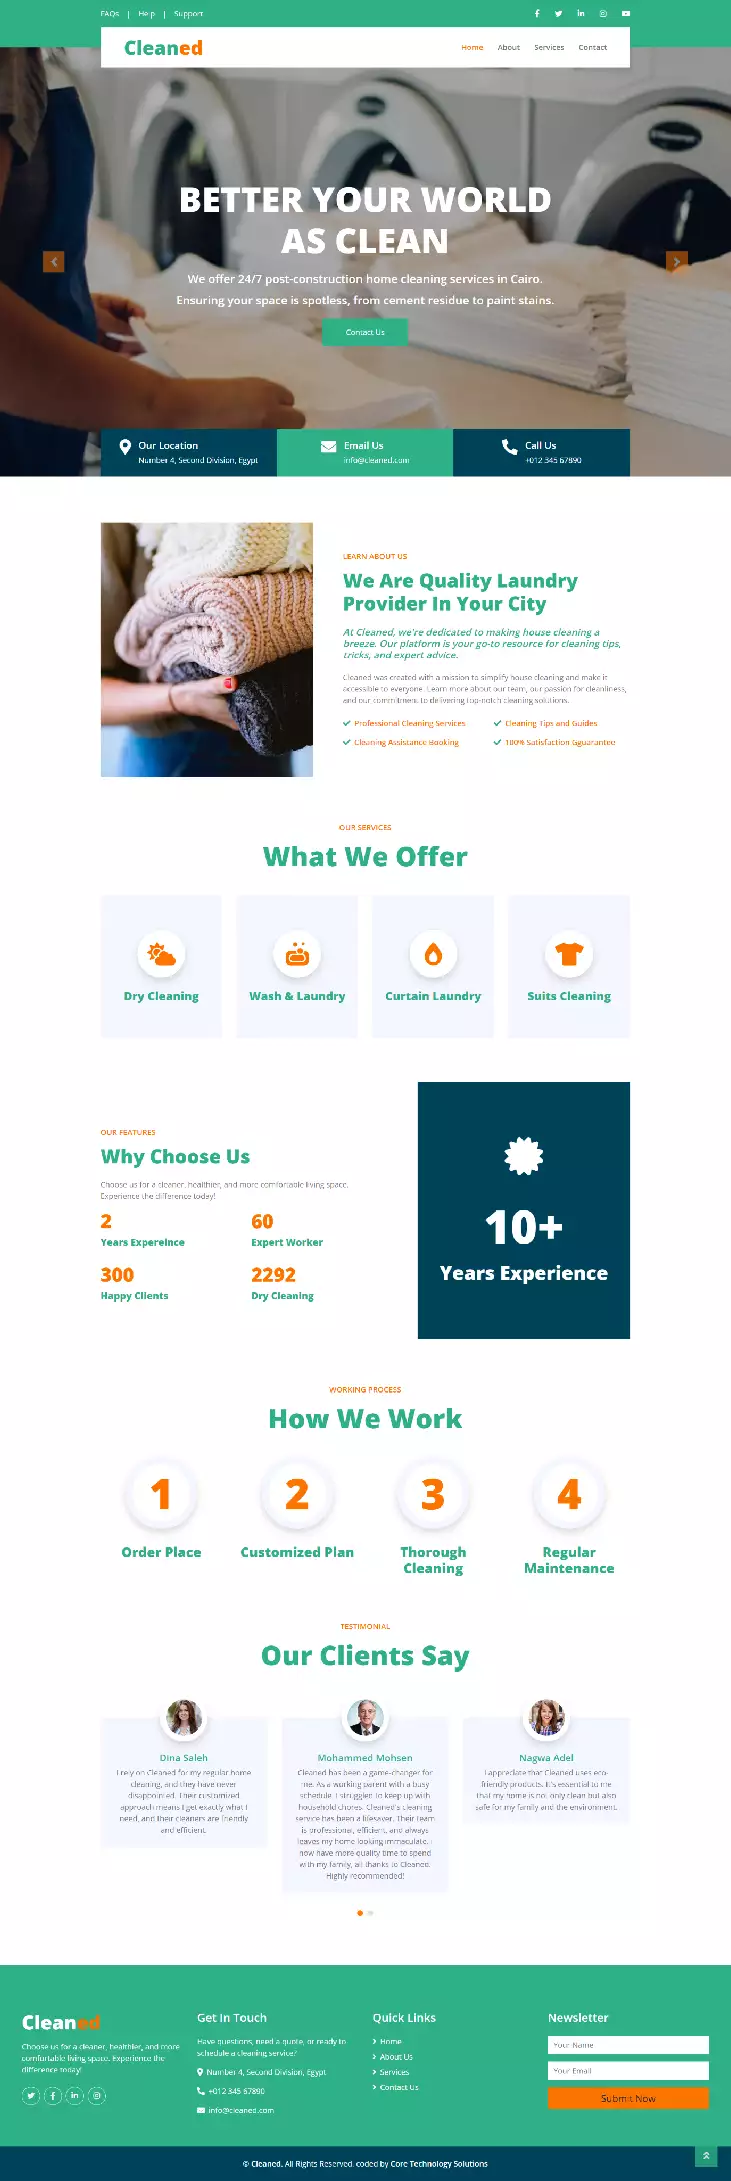 FAQs | Help | Support
Cleaned
Home About Services Contact
BETTER YOUR WORLD
AS CLEAN
We offer 24/7 post-construction home cleaning services in Cairo.
Ensuring your space is spotless, from cement residue to paint stains.
Contact Us
Our Location
Number 4, Second Division, Egypt
Email Us
info@cleaned.com
Call Us
+012 345 67890
LEARN ABOUT US
We Are Quality Laundry
Provider In Your City
At Cleaned, we're dedicated to making house cleaning a
breeze. Our platform is your go-to resource for cleaning tips,
tricks, and expert advice.
Cleaned was created with a mission to simplify house cleaning and make it
accessible to everyone. Learn more about our team, our passion for cleanliness,
and our commitment to delivering top-notch cleaning solutions.
Professional Cleaning Services
Cleaning Tips and Guides
Cleaning Assistance Booking
100% Satisfaction Gguarantee
OUR SERVICES
What We Offer
Dry Cleaning
Wash & Laundry
Curtain Laundry
Suits Cleaning
OUR FEATURES
Why Choose Us
Choose us for a cleaner, healthier, and more comfortable living space.
Experience the difference today!
2
Years Expereince
60
Expert Worker
300
Happy Clients
2292
Dry Cleaning
10+
Years Experience
WORKING PROCESS
How We Work
1
Order Place
2
Customized Plan
3
Thorough
Cleaning
4
Regular
Maintenance
TESTIMONIAL
Our Clients Say
Dina Saleh
I rely on Cleaned for my regular home
cleaning, and they have never
disappointed. Their customized
approach means I get exactly what I
need, and their cleaners are friendly
and efficient.
Mohammed Mohsen
Cleaned has been a game-changer for
me. As a working parent with a busy
schedule, I struggled to keep up with
household chores. Cleaned's cleaning
service has been a lifesaver. Their team
is professional, efficient, and always
leaves my home looking immaculate. I
now have more quality time to spend
with my family, all thanks to Cleaned.
Highly recommended!
Nagwa Adel
I appreciate that Cleaned uses eco-
friendly products. It's essential to me
that my home is not only clean but also
safe for my family and the environment.
Cleaned
Choose us for a cleaner, healthier, and more
comfortable living space. Experience the
difference today!
Get In Touch
Have questions, need a quote, or ready to
schedule a cleaning service?
Number 4, Second Division, Egypt
+012 345 67890
info@cleaned.com
Quick Links
Home
About Us
Services
Contact Us
Newsletter
Your Name
Your Email
Submit Now
© Cleaned. All Rights Reserved. coded by Core Technology Solutions